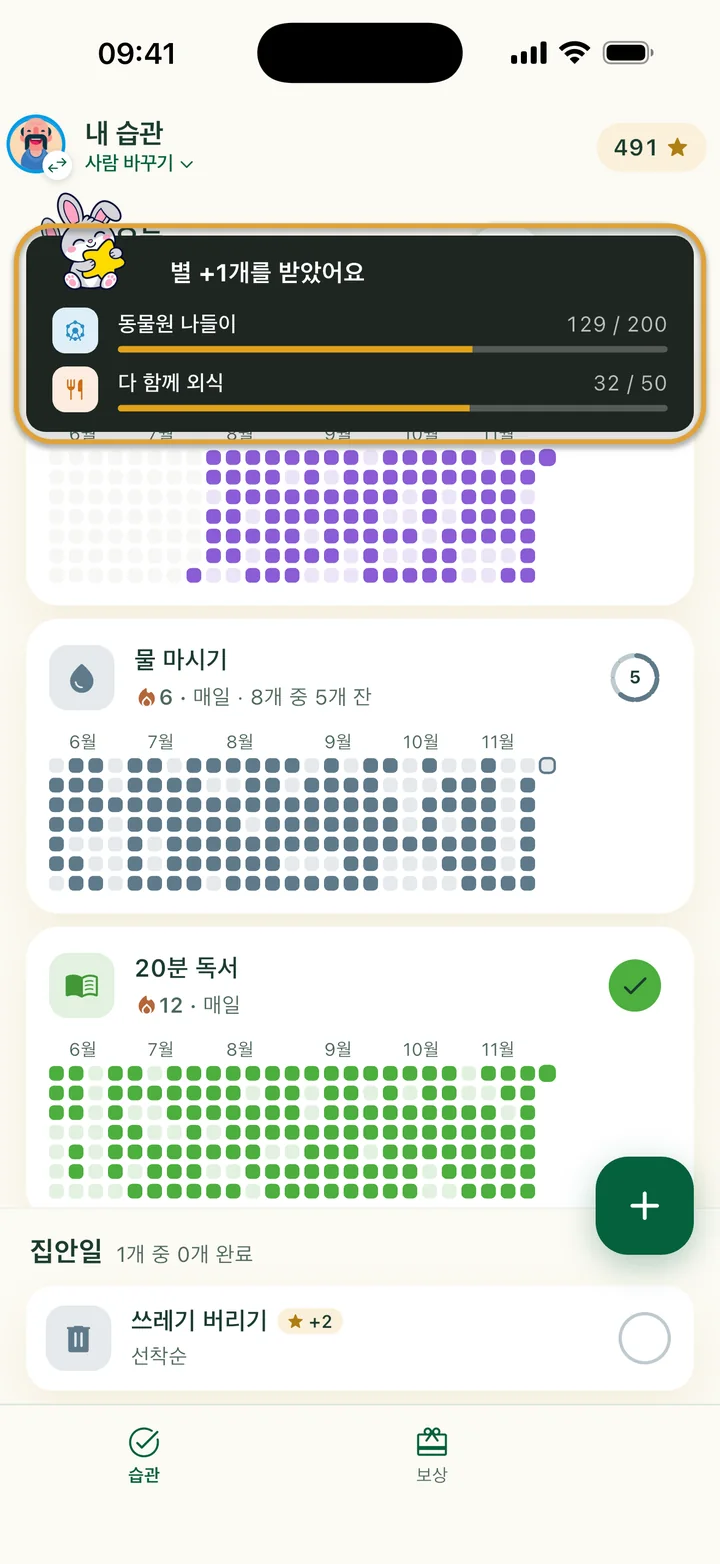 09:41
내 습관
사람 바꾸기
491
별 +1개를 받았어요
동물원 나들이
129 / 200
다 함께 외식
32 / 50
6월 7월 8월 9월 10월 11월
물 마시기
6 · 매일 · 8개 중 5개 잔
5
6월 7월 8월 9월 10월 11월
20분 독서
12 · 매일
6월 7월 8월 9월 10월 11월
집안일 1개 중 0개 완료
쓰레기 버리기 +2
선착순
습관
보상